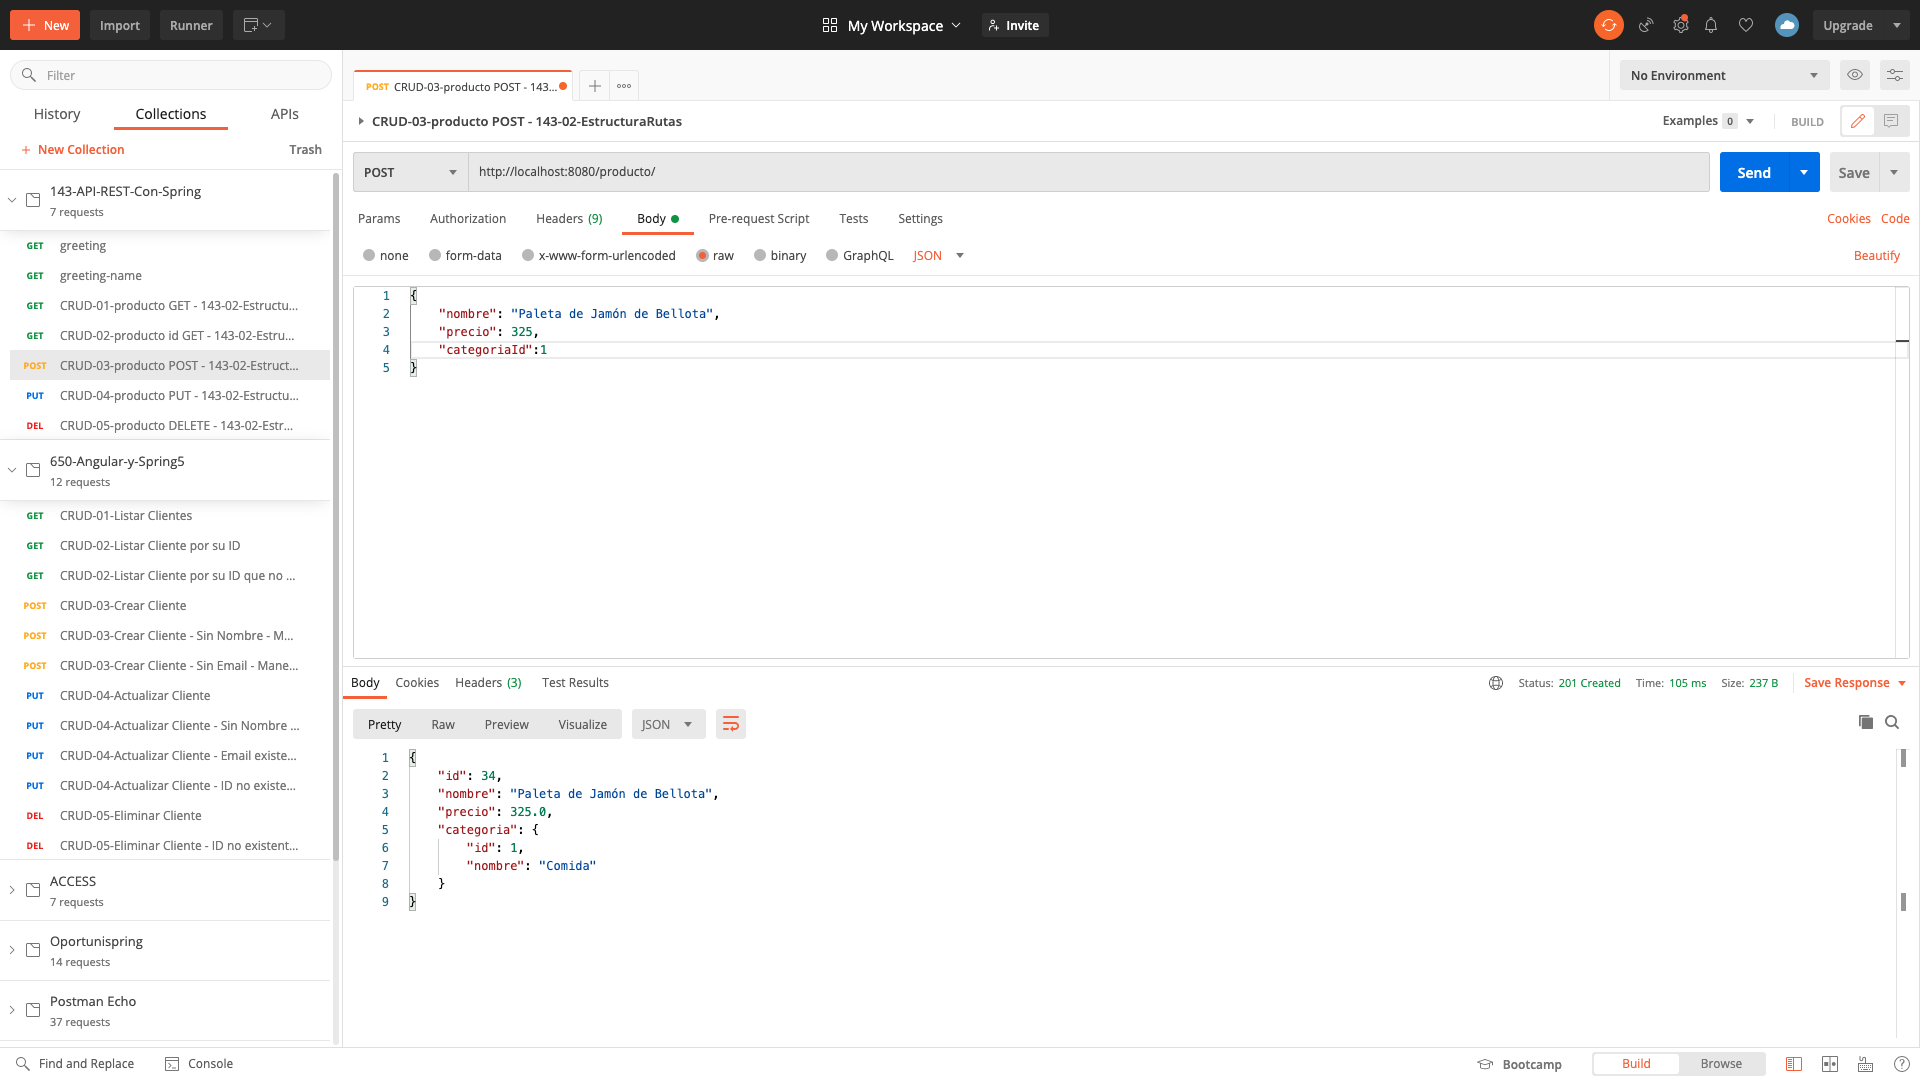 New
Import
Runner
My Workspace
Invite
Upgrade
Filter
History
Collections
APIs
New Collection
Trash
143-API-REST-Con-Spring
7 requests
GET greeting
GET greeting-name
GET CRUD-01-producto GET - 143-02-Estructu...
GET CRUD-02-producto id GET - 143-02-Estru...
POST CRUD-03-producto POST - 143-02-Estruct...
PUT CRUD-04-producto PUT - 143-02-Estructu...
DEL CRUD-05-producto DELETE - 143-02-Estr...
650-Angular-y-Spring5
12 requests
GET CRUD-01-Listar Clientes
GET CRUD-02-Listar Cliente por su ID
GET CRUD-02-Listar Cliente por su ID que no ...
POST CRUD-03-Crear Cliente
POST CRUD-03-Crear Cliente - Sin Nombre - M...
POST CRUD-03-Crear Cliente - Sin Email - Mane...
PUT CRUD-04-Actualizar Cliente
PUT CRUD-04-Actualizar Cliente - Sin Nombre ...
PUT CRUD-04-Actualizar Cliente - Email existe...
PUT CRUD-04-Actualizar Cliente - ID no existe...
DEL CRUD-05-Eliminar Cliente
DEL CRUD-05-Eliminar Cliente - ID no existent...
ACCESS
7 requests
Oportunispring
14 requests
Postman Echo
37 requests
POST CRUD-03-producto POST - 143...
No Environment
CRUD-03-producto POST - 143-02-EstructuraRutas
Examples 0
BUILD
POST
http://localhost:8080/producto/
Send
Save
Params
Authorization
Headers (9)
Body
Pre-request Script
Tests
Settings
Cookies
Code
none
form-data
x-www-form-urlencoded
raw
binary
GraphQL
JSON
Beautify
1 {
2 "nombre": "Paleta de Jamón de Bellota",
3 "precio": 325,
4 "categoriaId":1
5 }
Body
Cookies
Headers (3)
Test Results
Status: 201 Created
Time: 105 ms
Size: 237 B
Save Response
Pretty
Raw
Preview
Visualize
JSON
1 {
2 "id": 34,
3 "nombre": "Paleta de Jamón de Bellota",
4 "precio": 325.0,
5 "categoria": {
6 "id": 1,
7 "nombre": "Comida"
8 }
9 }
Find and Replace
Console
Bootcamp
Build
Browse